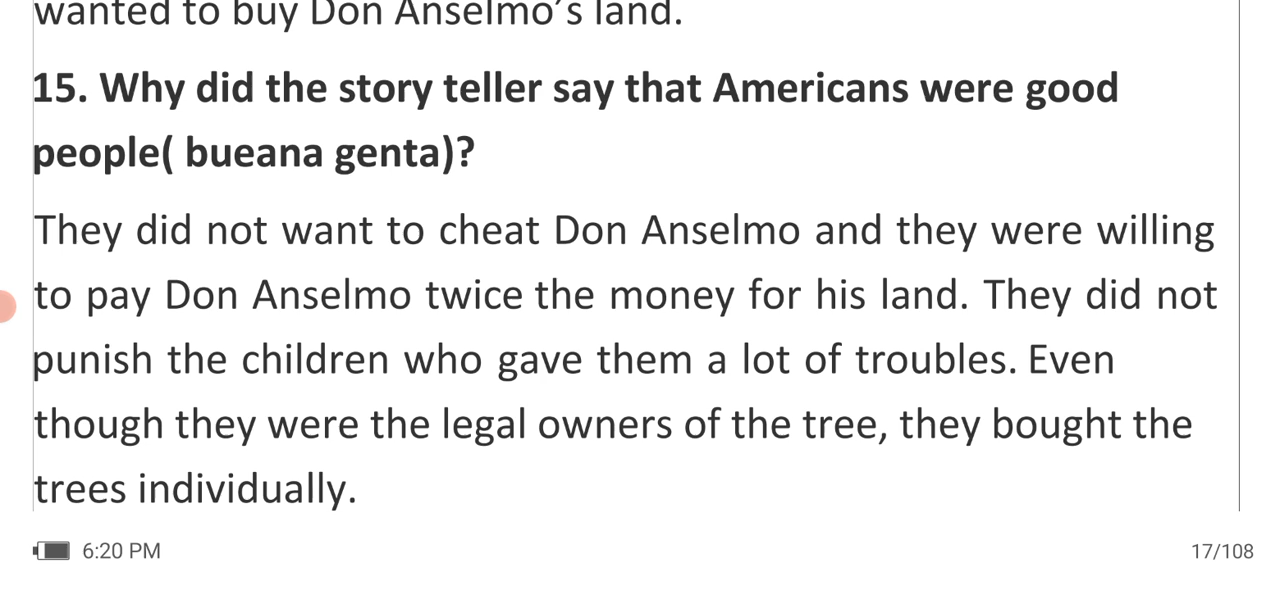 wanted to buy Don Anselmo's land.
15. Why did the story teller say that Americans were good
people( bueana genta)?
They did not want to cheat Don Anselmo and they were willing
to pay Don Anselmo twice the money for his land. They did not
punish the children who gave them a lot of troubles. Even
though they were the legal owners of the tree, they bought the
trees individually.
6:20 PM
17/108